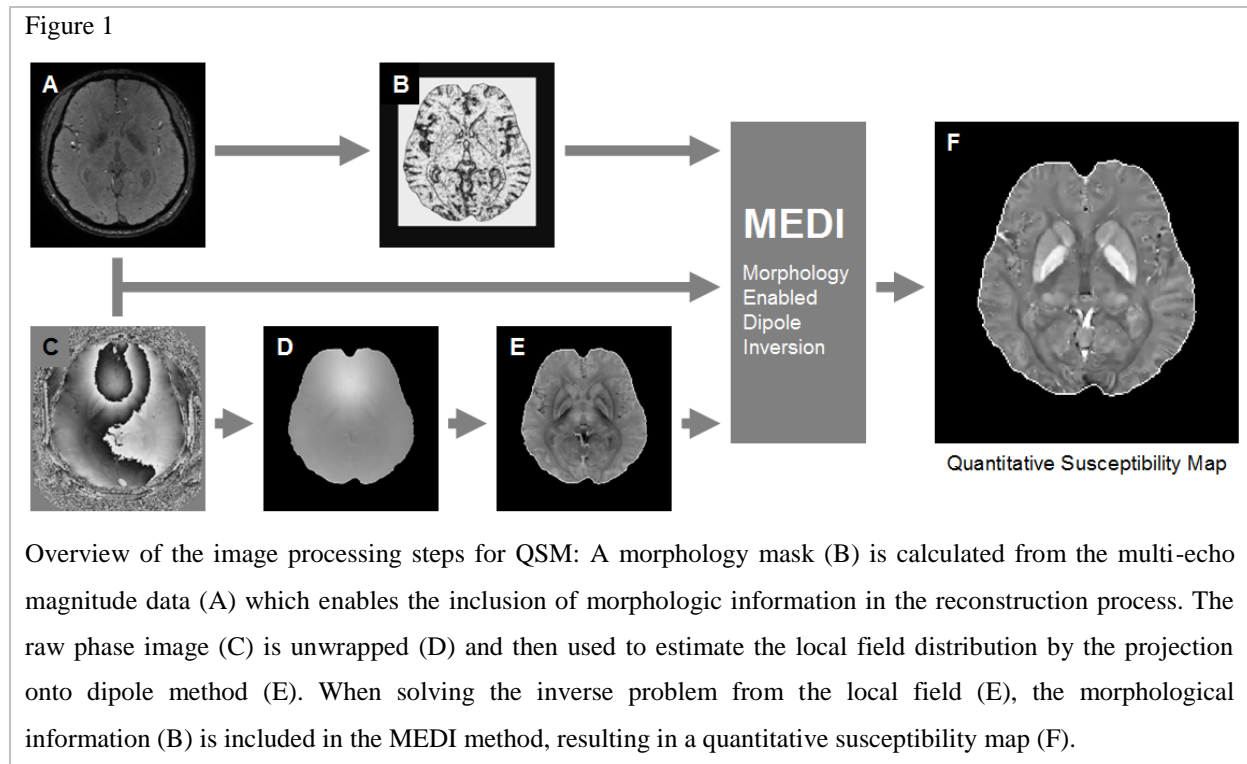 Figure 1
A
B
F
MEDI
Morphology
Enabled
Dipole
Inversion
C
D
E
Quantitative Susceptibility Map
Overview of the image processing steps for QSM: A morphology mask (B) is calculated from the multi-echo
magnitude data (A) which enables the inclusion of morphologic information in the reconstruction process. The
raw phase image (C) is unwrapped (D) and then used to estimate the local field distribution by the projection
onto dipole method (E). When solving the inverse problem from the local field (E), the morphological
information (B) is included in the MEDI method, resulting in a quantitative susceptibility map (F).